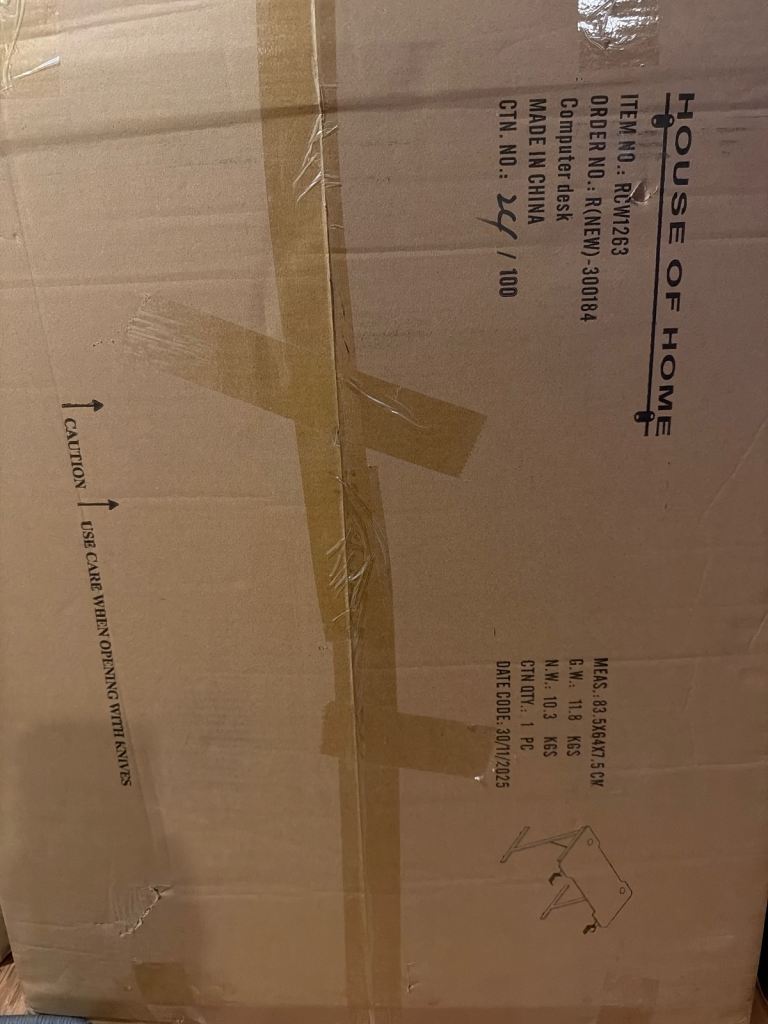 HOUSE OF HOME
ITEM NO.: RCW1263
ORDER NO.: R(NEW)-300184
Computer desk
MADE IN CHINA
CTN. NO.: 24 / 100
MEAS.: 83.5X64X7.5 CM
G.W.: 11.8 KGS
N.W.: 10.3 KGS
CTN QTY.: 1 PC
DATE CODE: 30/11/2025
CAUTION
USE CARE WHEN OPENING WITH KNIVES